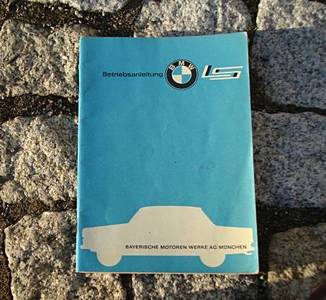 Betriebsanleitung BMW LS
BAYERISCHE MOTOREN WERKE AG MÜNCHEN